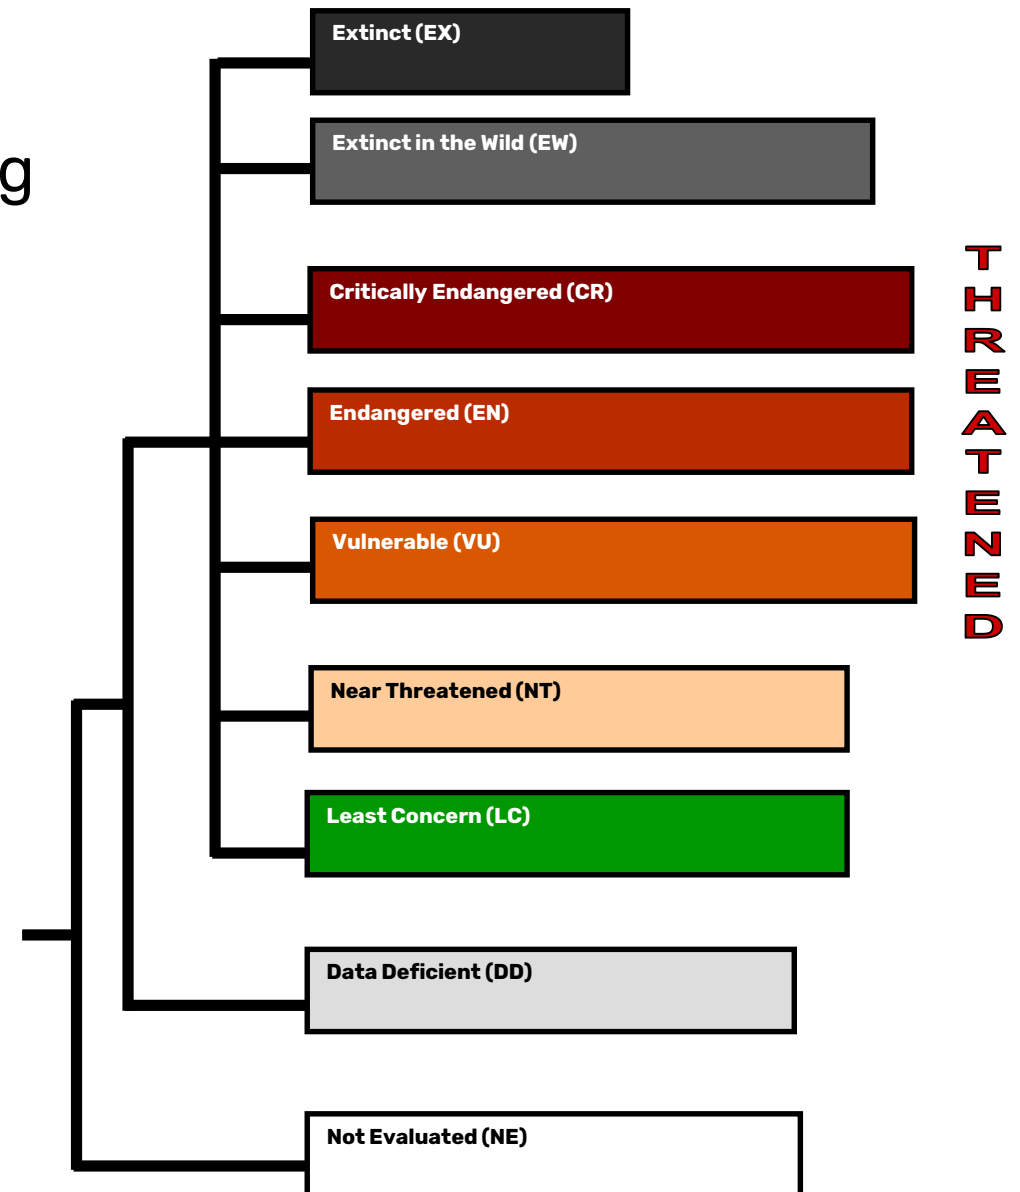 Extinct (EX)
Extinct in the Wild (EW)
g
Critically Endangered (CR)
Endangered (EN)
Vulnerable (VU)
Near Threatened (NT)
Least Concern (LC)
Data Deficient (DD)
Not Evaluated (NE)
THREATENED